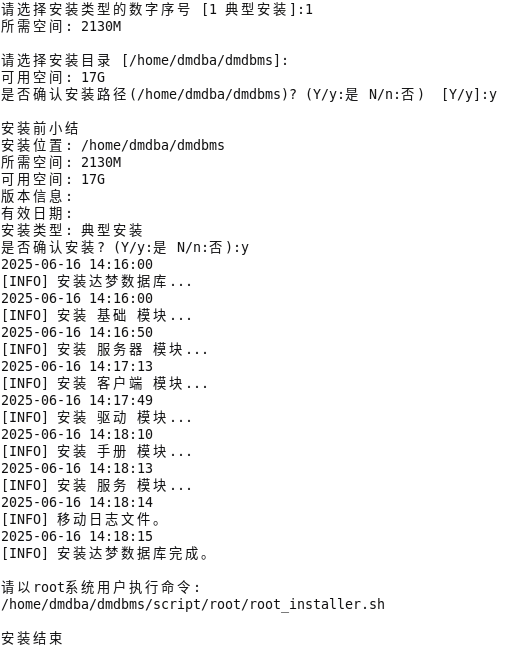 请选择安装类型的数字序号 [1 典型安装]:1
所需空间: 2130M
请选择安装目录 [/home/dmdba/dmdbms]:
可用空间: 17G
是否确认安装路径(/home/dmdba/dmdbms)? (Y/y:是 N/n:否)  [Y/y]:y
安装前小结
安装位置: /home/dmdba/dmdbms
所需空间: 2130M
可用空间: 17G
版本信息:
有效日期:
安装类型: 典型安装
是否确认安装? (Y/y:是 N/n:否):y
2025-06-16 14:16:00
[INFO] 安装达梦数据库...
2025-06-16 14:16:00
[INFO] 安装 基础 模块...
2025-06-16 14:16:50
[INFO] 安装 服务器 模块...
2025-06-16 14:17:13
[INFO] 安装 客户端 模块...
2025-06-16 14:17:49
[INFO] 安装 驱动 模块...
2025-06-16 14:18:10
[INFO] 安装 手册 模块...
2025-06-16 14:18:13
[INFO] 安装 服务 模块...
2025-06-16 14:18:14
[INFO] 移动日志文件。
2025-06-16 14:18:15
[INFO] 安装达梦数据库完成。
请以root系统用户执行命令:
/home/dmdba/dmdbms/script/root/root_installer.sh
安装结束